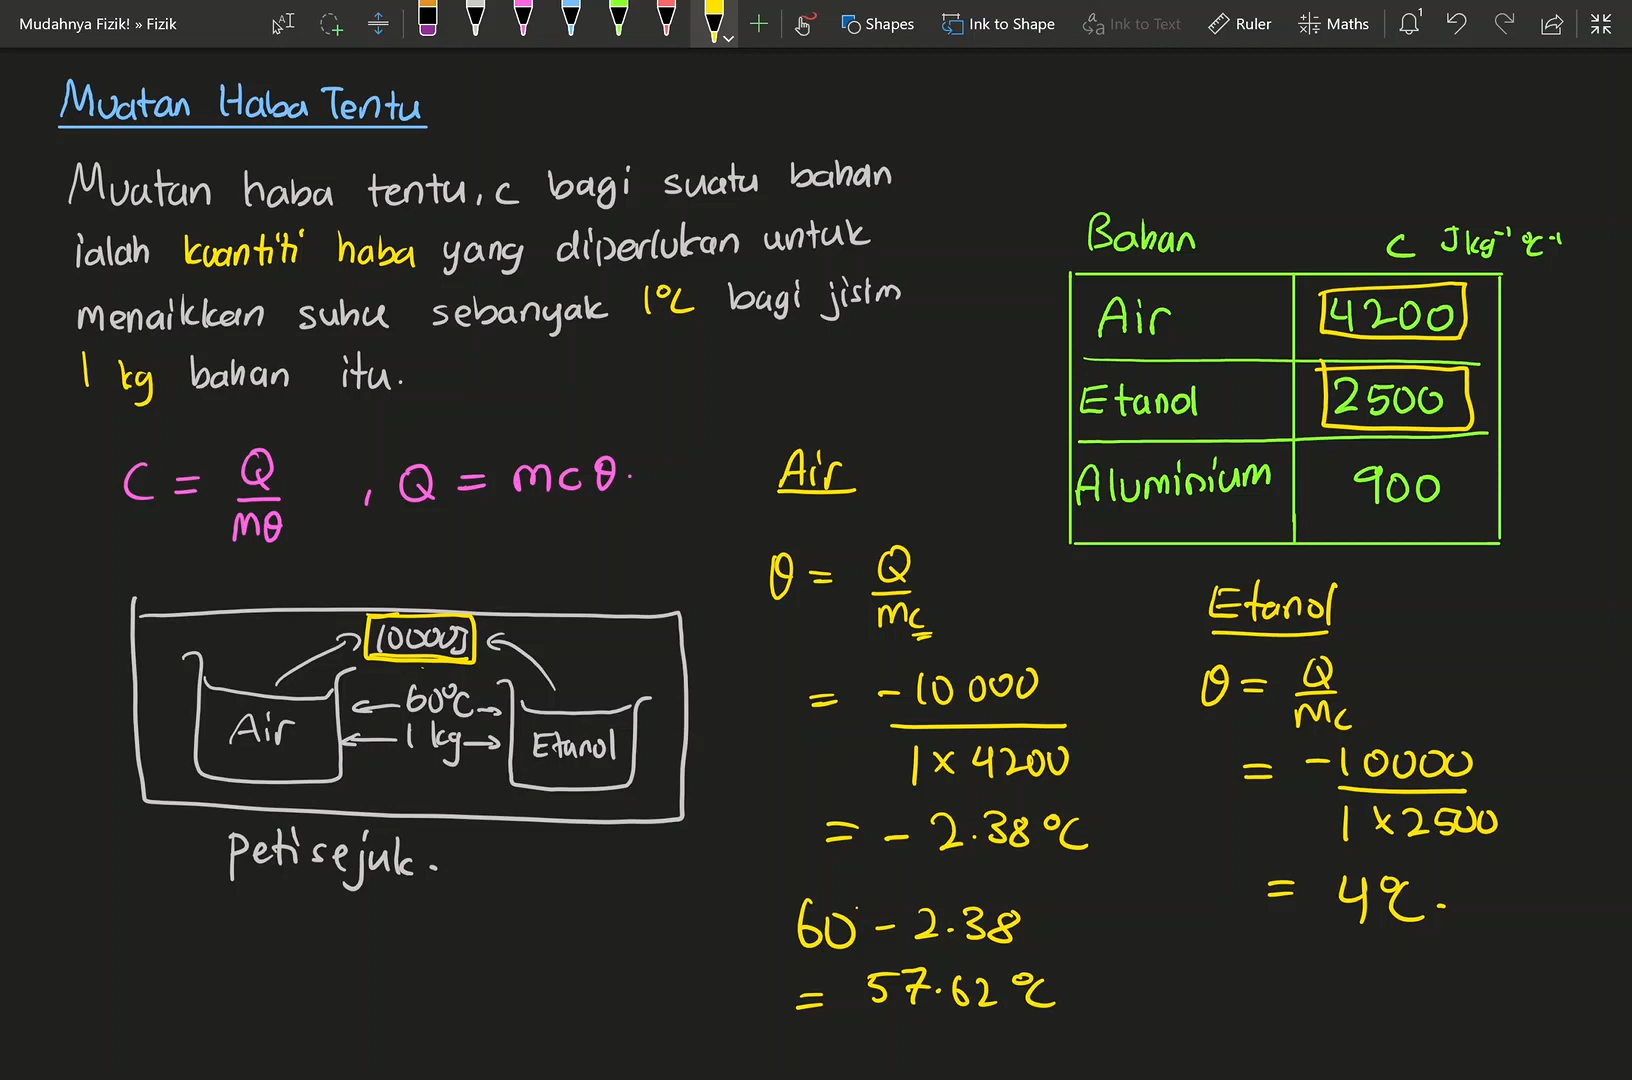 Mudahnya Fizik! » Fizik
Shapes
Ink to Shape
Ink to Text
Ruler
Maths
1
Muatan Haba Tentu
Muatan haba tentu, c bagi suatu bahan
ialah kuantiti haba yang diperlukan untuk
menaikkan suhu sebanyak 1°C bagi jisim
1 kg bahan itu.
C = Q/mθ , Q = mcθ.
10000J
60°C
1 kg
Air
Etanol
Peti sejuk.
Bahan
c J kg⁻¹ °C⁻¹
Air 4200
Etanol 2500
Aluminium 900
Air
θ = Q/mc
= -10 000 / 1 × 4200
= - 2.38 °C
60 - 2.38
= 57.62 °C
Etanol
θ = Q/mc
= -10000 / 1 × 2500
= 4°C.